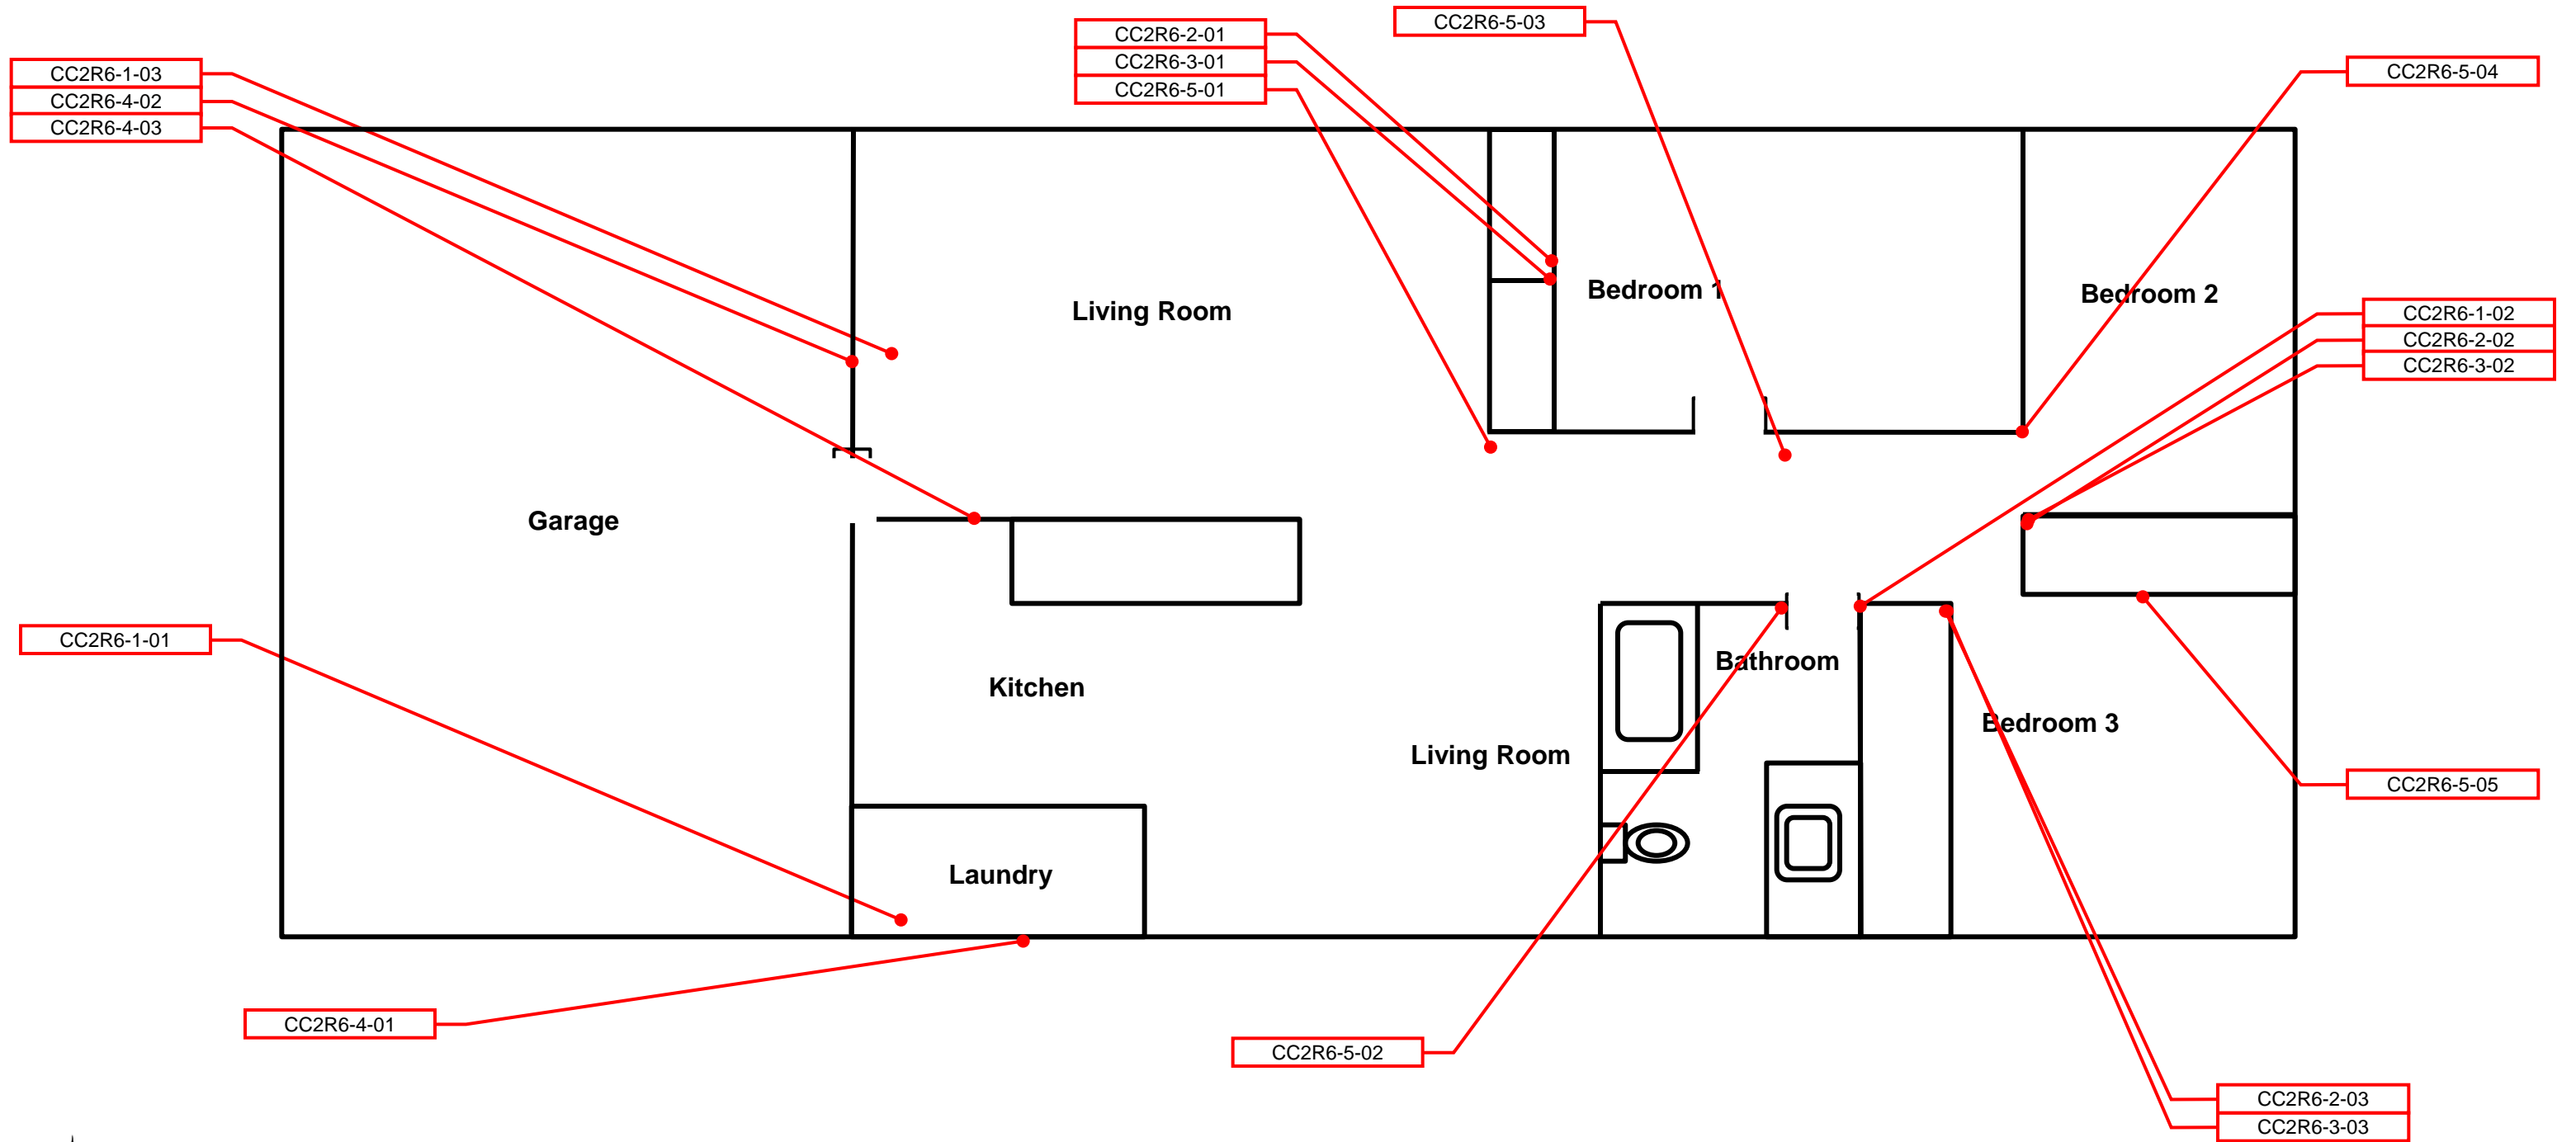 CC2R6-5-03
CC2R6-2-01
CC2R6-3-01
CC2R6-5-01
CC2R6-1-03
CC2R6-4-02
CC2R6-4-03
CC2R6-5-04
Living Room
Bedroom 1
Bedroom 2
CC2R6-1-02
CC2R6-2-02
CC2R6-3-02
Garage
CC2R6-1-01
Kitchen
Bathroom
Living Room
Bedroom 3
CC2R6-5-05
Laundry
CC2R6-4-01
CC2R6-5-02
CC2R6-2-03
CC2R6-3-03